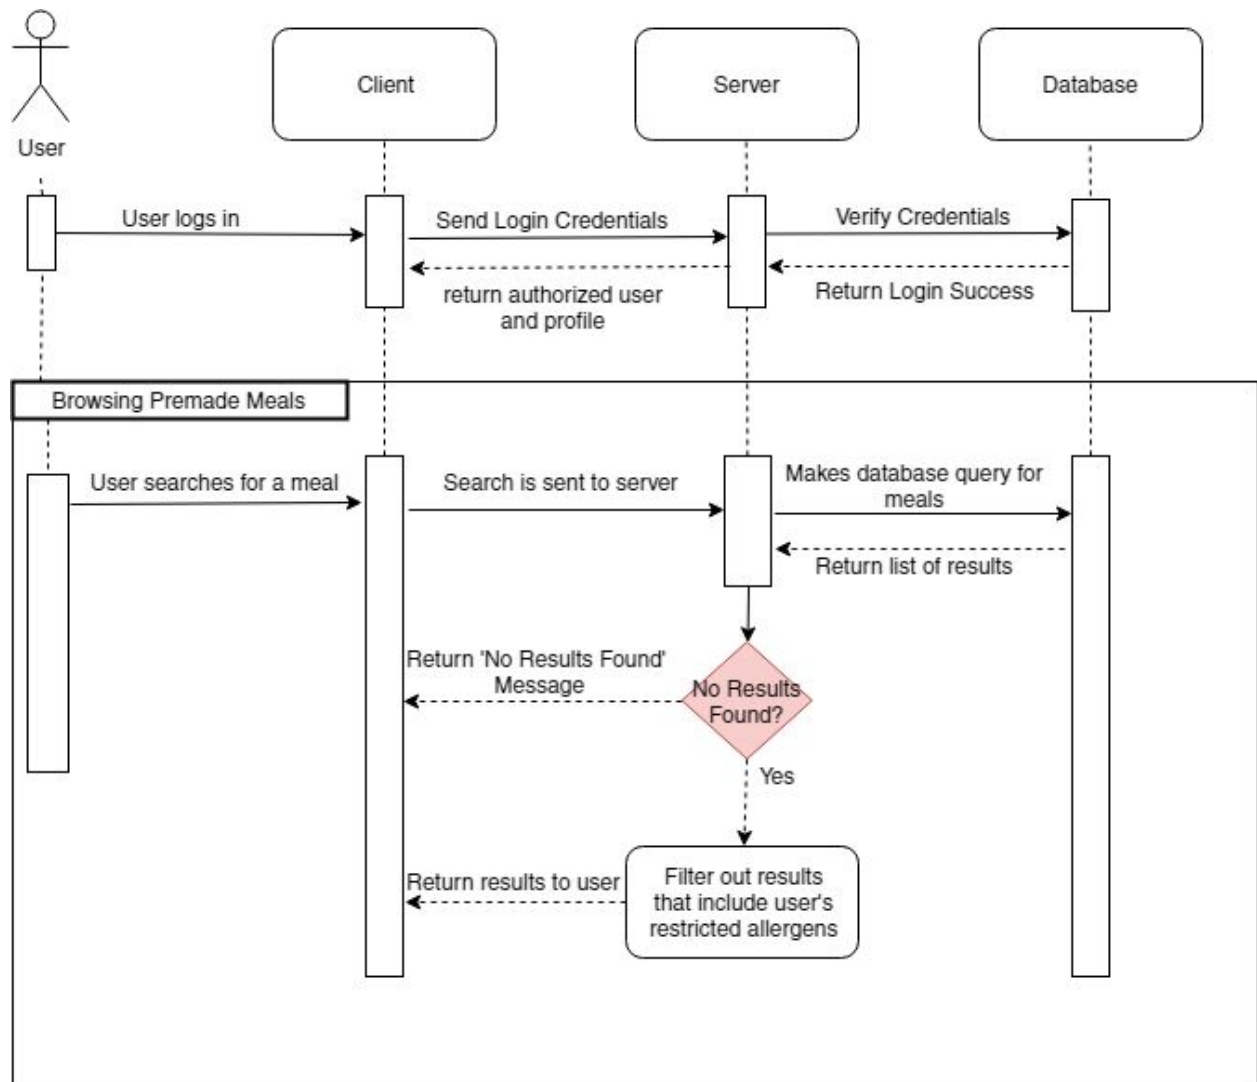 User
Client
Server
Database
User logs in
Send Login Credentials
Verify Credentials
return authorized user
and profile
Return Login Success
Browsing Premade Meals
User searches for a meal
Search is sent to server
Makes database query for
meals
Return list of results
Return 'No Results Found'
Message
No Results
Found?
Yes
Return results to user
Filter out results
that include user's
restricted allergens